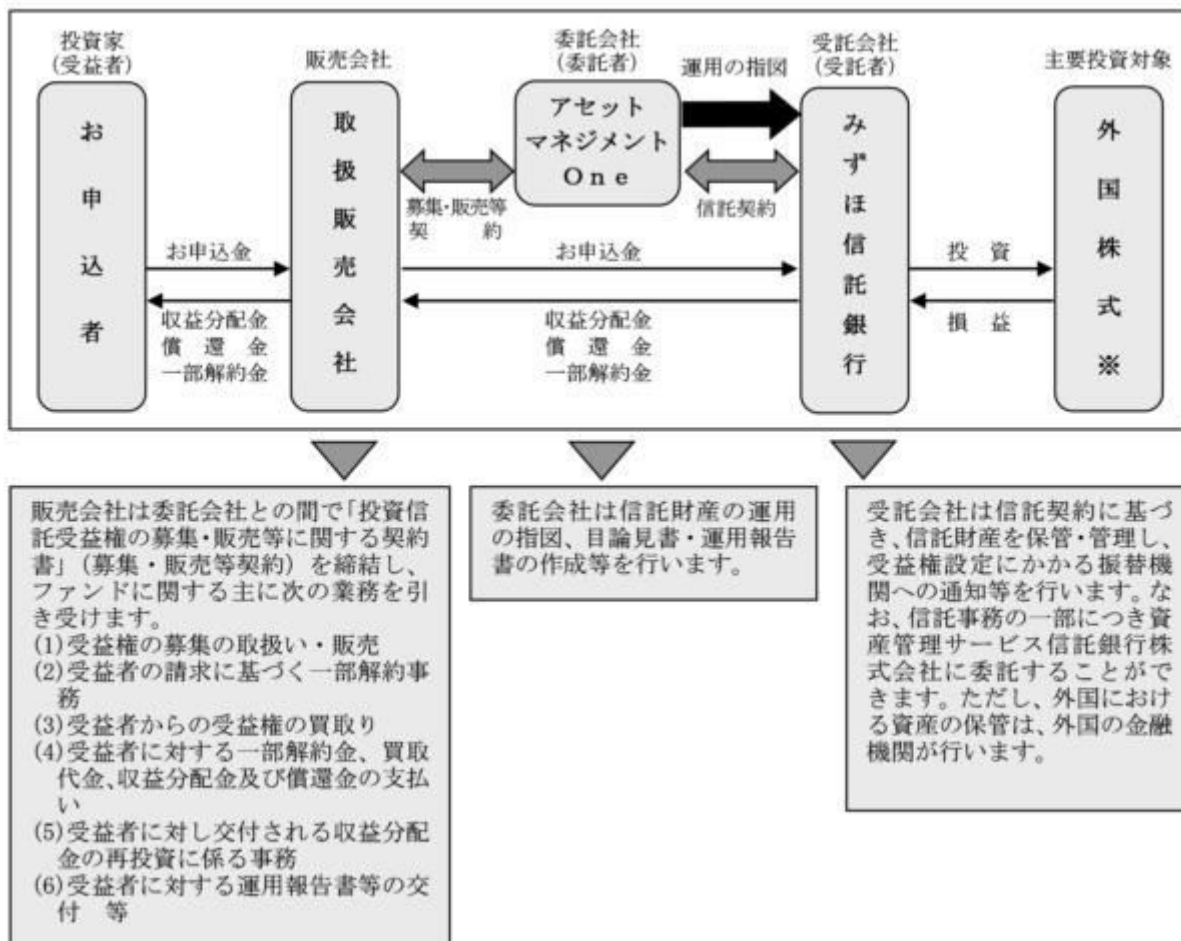 投資家
(受益者)
販売会社
委託会社
(委託者)
運用の指図
受託会社
(受託者)
主要投資対象
お申込者
取扱販売会社
アセット
マネジメント
One
みずほ信託銀行
外国株式※
募集・販売等
契　　約
信託契約
お申込金
お申込金
投　資
収益分配金
償　還　金
一部解約金
収益分配金
償　還　金
一部解約金
損　益
販売会社は委託会社との間で「投資信
託受益権の募集・販売等に関する契約
書」（募集・販売等契約）を締結し、
ファンドに関する主に次の業務を引
き受けます。
(1)受益権の募集の取扱い・販売
(2)受益者の請求に基づく一部解約事
務
(3)受益者からの受益権の買取り
(4)受益者に対する一部解約金、買取
代金、収益分配金及び償還金の支払
い
(5)受益者に対し交付される収益分配
金の再投資に係る事務
(6)受益者に対する運用報告書等の交
付　等
委託会社は信託財産の運用
の指図、目論見書・運用報告
書の作成等を行います。
受託会社は信託契約に基づ
き、信託財産を保管・管理し、
受益権設定にかかる振替機
関への通知等を行います。な
お、信託事務の一部につき資
産管理サービス信託銀行株
式会社に委託することがで
きます。ただし、外国におけ
る資産の保管は、外国の金融
機関が行います。